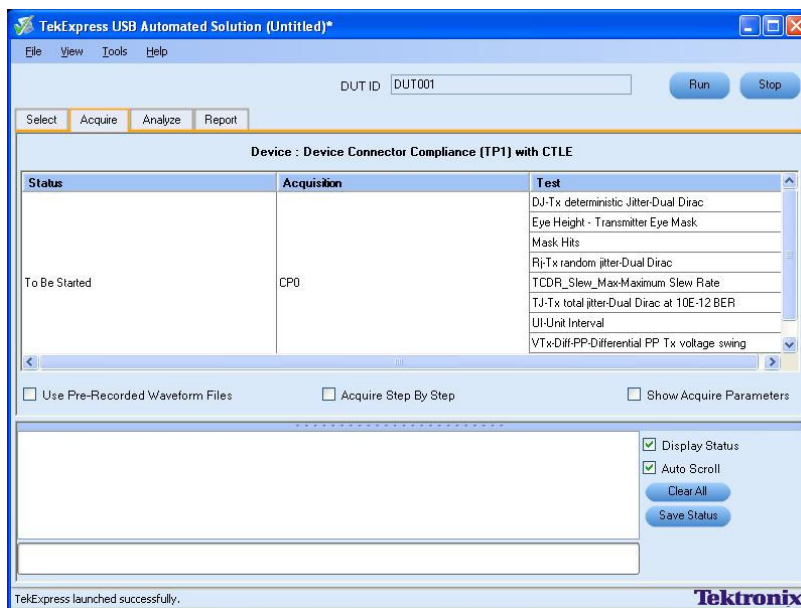 TekExpress USB Automated Solution (Untitled)*
File View Tools Help
DUT ID DUT001 Run Stop
Select Acquire Analyze Report
Device : Device Connector Compliance (TP1) with CTLE
Status Acquisition Test
DJ-Tx deterministic Jitter-Dual Dirac
Eye Height - Transmitter Eye Mask
Mask Hits
Rj-Tx random jitter-Dual Dirac
To Be Started CP0 TCDR_Slew_Max-Maximum Slew Rate
TJ-Tx total jitter-Dual Dirac at 10E-12 BER
UI-Unit Interval
VTx-Diff-PP-Differential PP Tx voltage swing
Use Pre-Recorded Waveform Files Acquire Step By Step Show Acquire Parameters
Display Status
Auto Scroll
Clear All
Save Status
TekExpress launched successfully. Tektronix